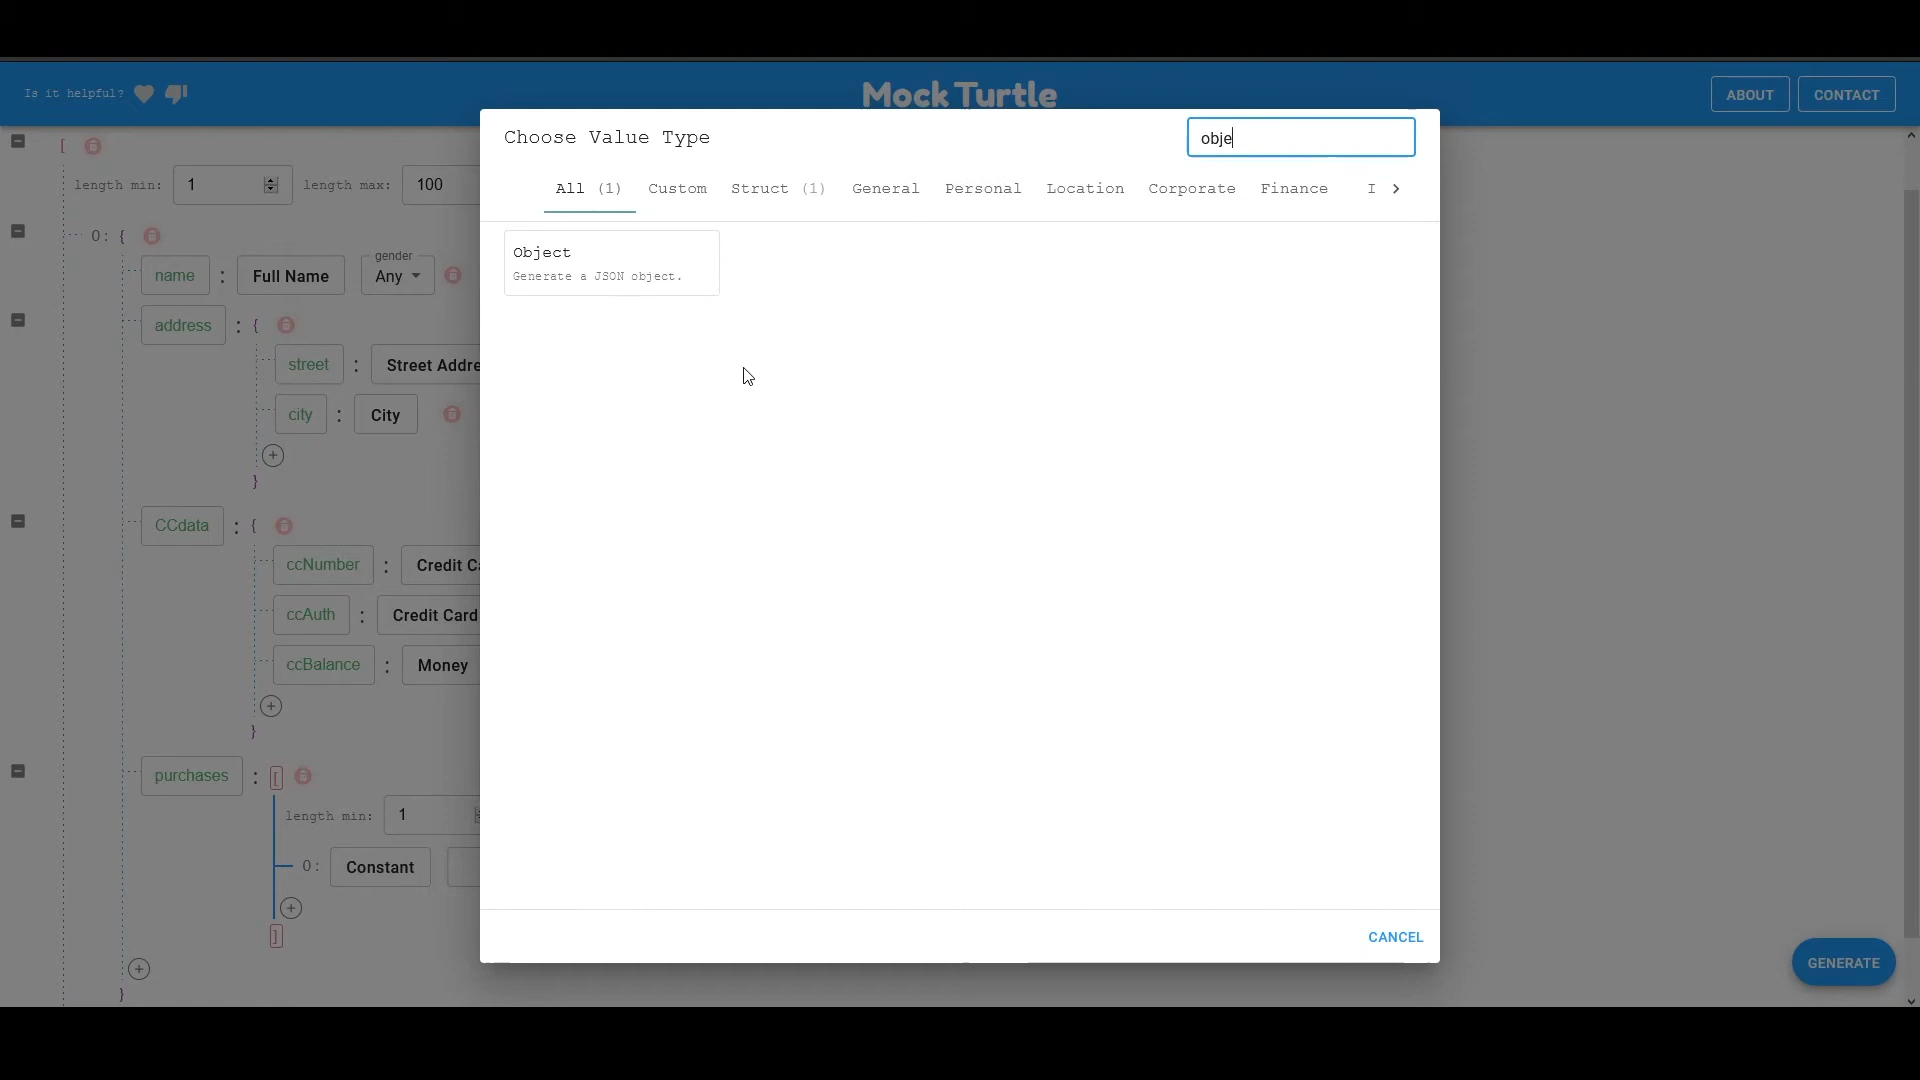 Is it helpful?
Mock Turtle
ABOUT
CONTACT
Choose Value Type
obje
All (1)
Custom
Struct (1)
General
Personal
Location
Corporate
Finance
I
Object
Generate a JSON object.
CANCEL
[
length min: 1
length max: 100
0: {
name : Full Name
gender
Any
address : {
street : Street Addre
city : City
}
CCdata : {
ccNumber : Credit Ca
ccAuth : Credit Card
ccBalance : Money
}
purchases : [
length min: 1
0: Constant
]
}
GENERATE